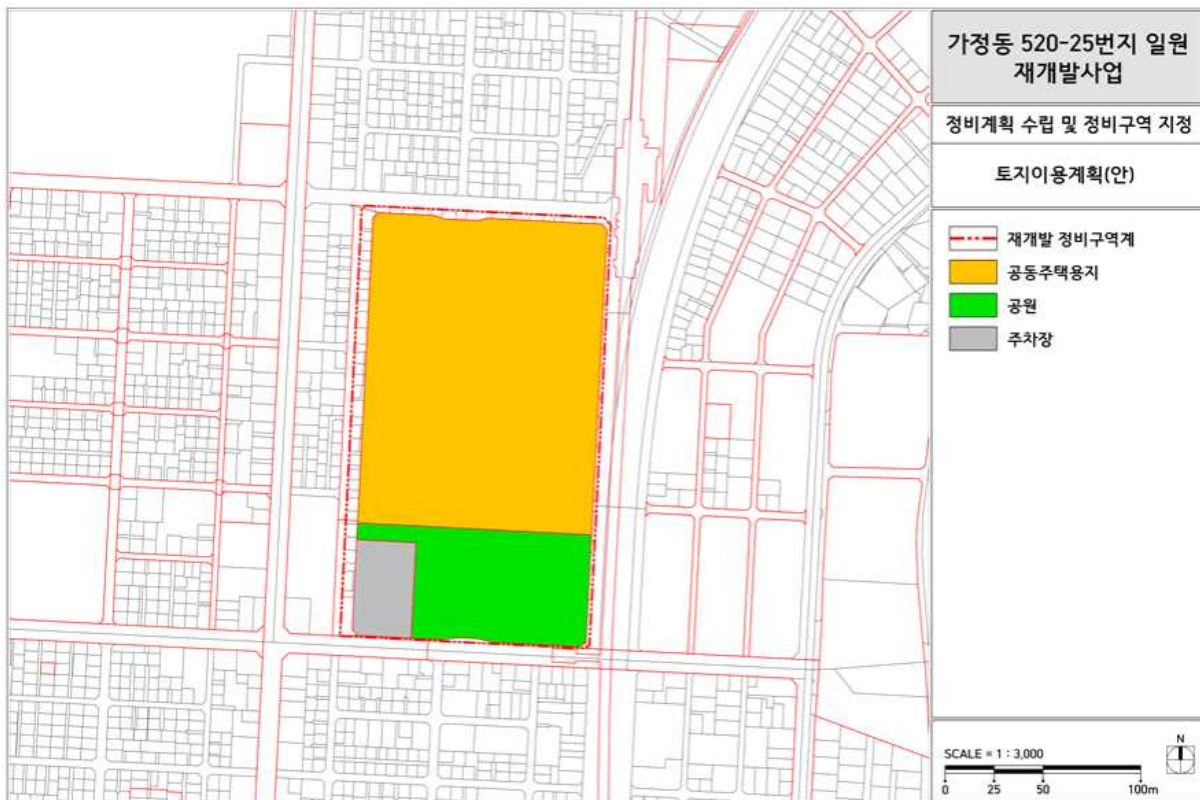 가정동 520-25번지 일원
재개발사업
정비계획 수립 및 정비구역 지정
토지이용계획(안)
재개발 정비구역계
공동주택용지
공원
주차장
N
SCALE = 1 : 3,000
0 25 50 100m